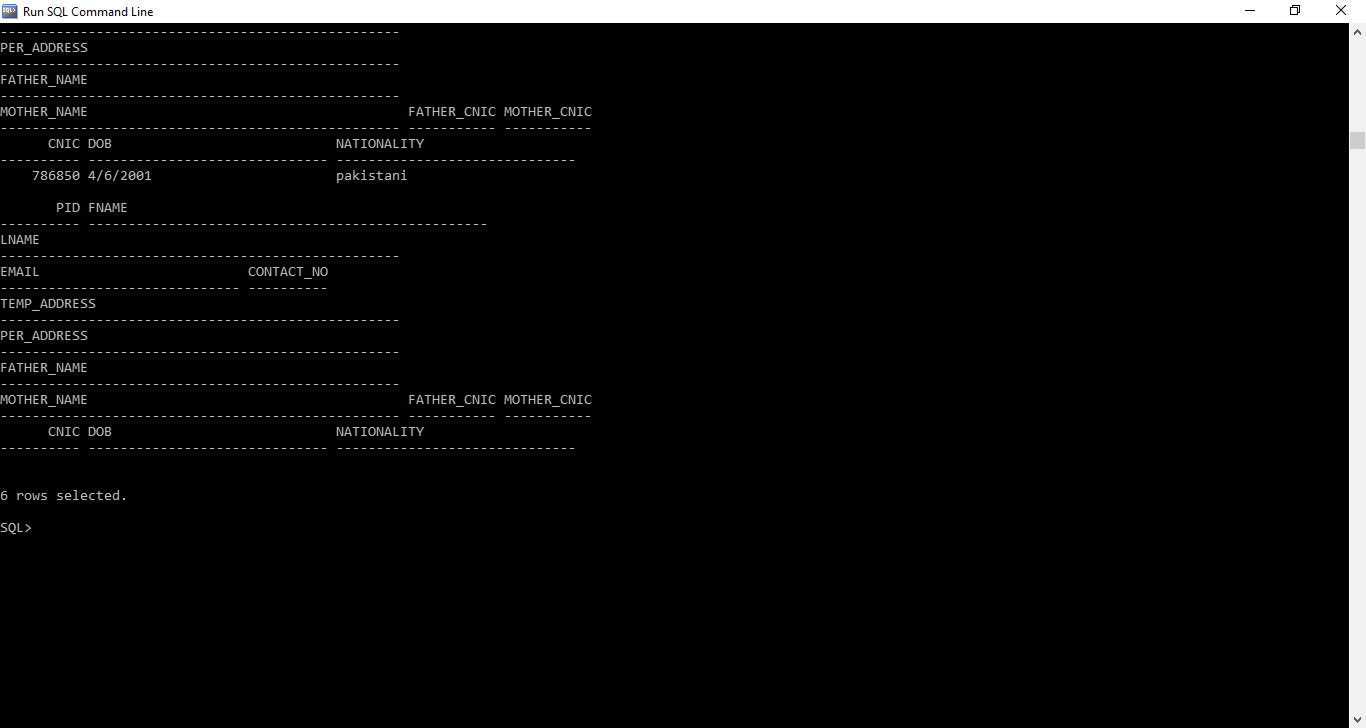 Run SQL Command Line
--------------------------------------------------
PER_ADDRESS
--------------------------------------------------
FATHER_NAME
--------------------------------------------------
MOTHER_NAME                                        FATHER_CNIC MOTHER_CNIC
-------------------------------------------------- ----------- -----------
      CNIC DOB                            NATIONALITY
---------- ------------------------------ ------------------------------
    786850 4/6/2001                       pakistani
       PID FNAME
---------- --------------------------------------------------
LNAME
--------------------------------------------------
EMAIL                          CONTACT_NO
------------------------------ ----------
TEMP_ADDRESS
--------------------------------------------------
PER_ADDRESS
--------------------------------------------------
FATHER_NAME
--------------------------------------------------
MOTHER_NAME                                        FATHER_CNIC MOTHER_CNIC
-------------------------------------------------- ----------- -----------
      CNIC DOB                            NATIONALITY
---------- ------------------------------ ------------------------------
6 rows selected.
SQL>